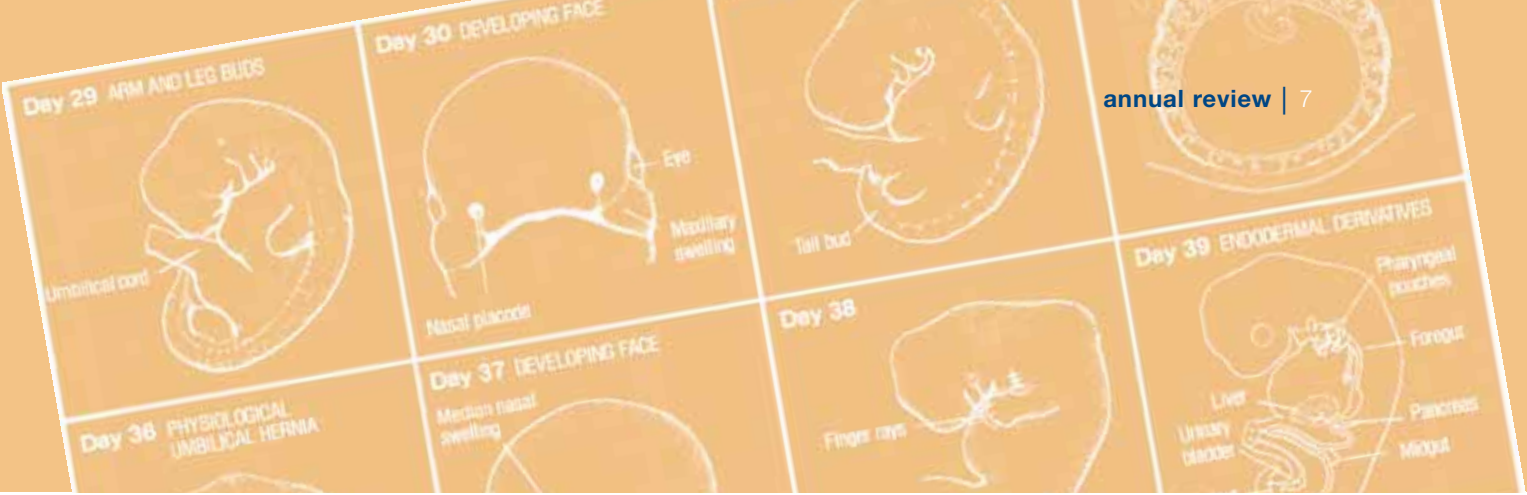 annual review | 7
Day 29 ARM AND LEG BUDS
Umbilical cord
Day 30 DEVELOPING FACE
Eye
Maxillary
swelling
Nasal placode
Tail bud
Day 36 PHYSIOLOGICAL
UMBILICAL HERNIA
Day 37 DEVELOPING FACE
Median nasal
swelling
Day 38
Finger rays
Day 39 ENDODERMAL DERIVATIVES
Pharyngeal
pouches
Foregut
Liver
Pancreas
Urinary
bladder
Midgut